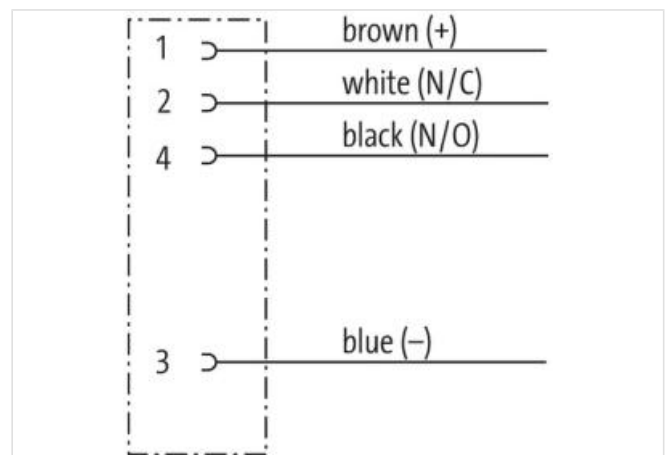 1 brown (+)
2 white (N/C)
4 black (N/O)
3 blue (–)